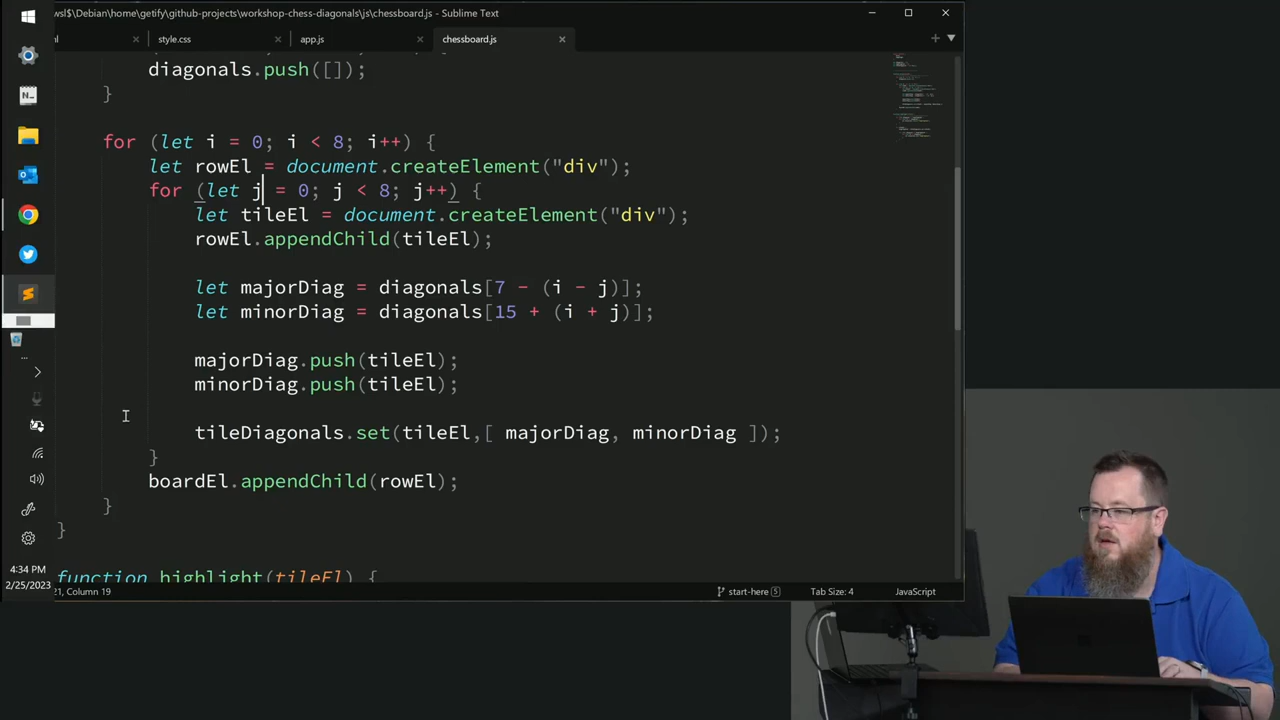 wsl$\Debian\home\getify\github-projects\workshop-chess-diagonals\js\chessboard.js - Sublime Text
style.css
app.js
chessboard.js
diagonals.push([]);
}
for (let = 0; i < 8; i++) {
let rowEl = document.createElement("div");
for (let j = 0; j < 8; j++) {
let tileEl = document.createElement("div");
rowEl.appendChild(tileEl);
let majorDiag = diagonals[7 - (i - j)];
let minorDiag = diagonals[15 + (i + j)];
majorDiag.push(tileEl);
minorDiag.push(tileEl);
tileDiagonals.set(tileEl,[ majorDiag, minorDiag ]);
}
boardEl.appendChild(rowEl);
}
}
function highlight(tileEl) {
4:34 PM
2/25/2023
21, Column 19
start-here 5
Tab Size: 4
JavaScript